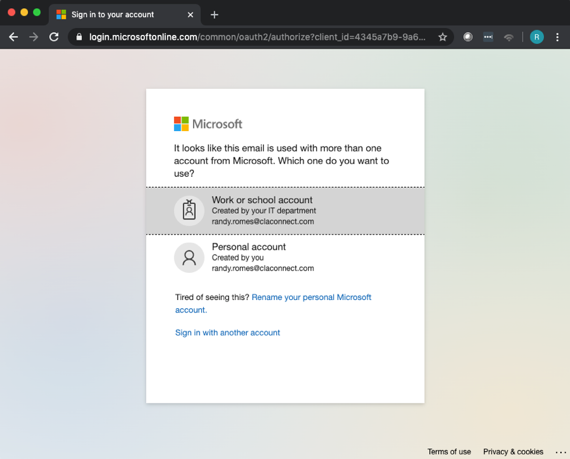 Sign in to your account
login.microsoftonline.com/common/oauth2/authorize?client_id=4345a7b9-9a6...
R
Microsoft
It looks like this email is used with more than one
account from Microsoft. Which one do you want to
use?
Work or school account
Created by your IT department
randy.romes@claconnect.com
Personal account
Created by you
randy.romes@claconnect.com
Tired of seeing this? Rename your personal Microsoft
account.
Sign in with another account
Terms of use Privacy & cookies ...